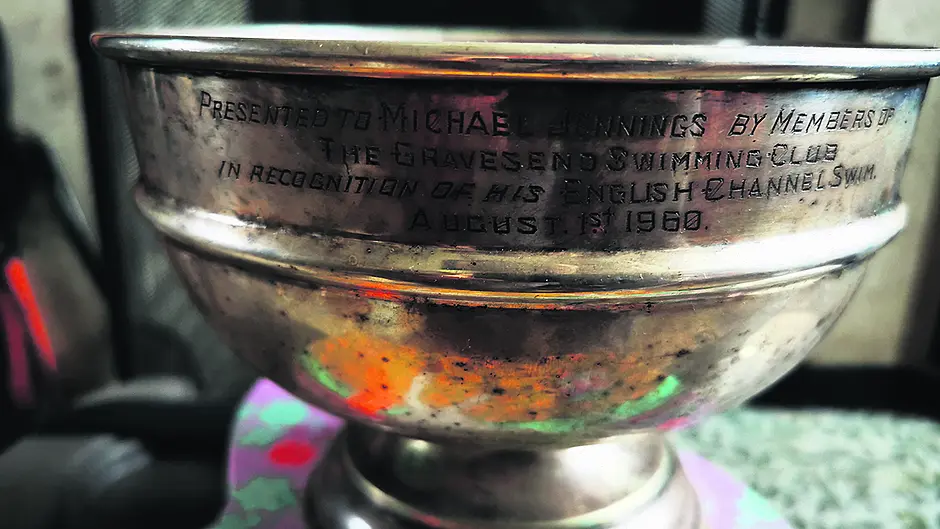 PRESENTED TO MICHAEL JENNINGS BY MEMBERS OF
THE GRAVESEND SWIMMING CLUB
IN RECOGNITION OF HIS ENGLISH CHANNEL SWIM.
AUGUST. 1st 1960.